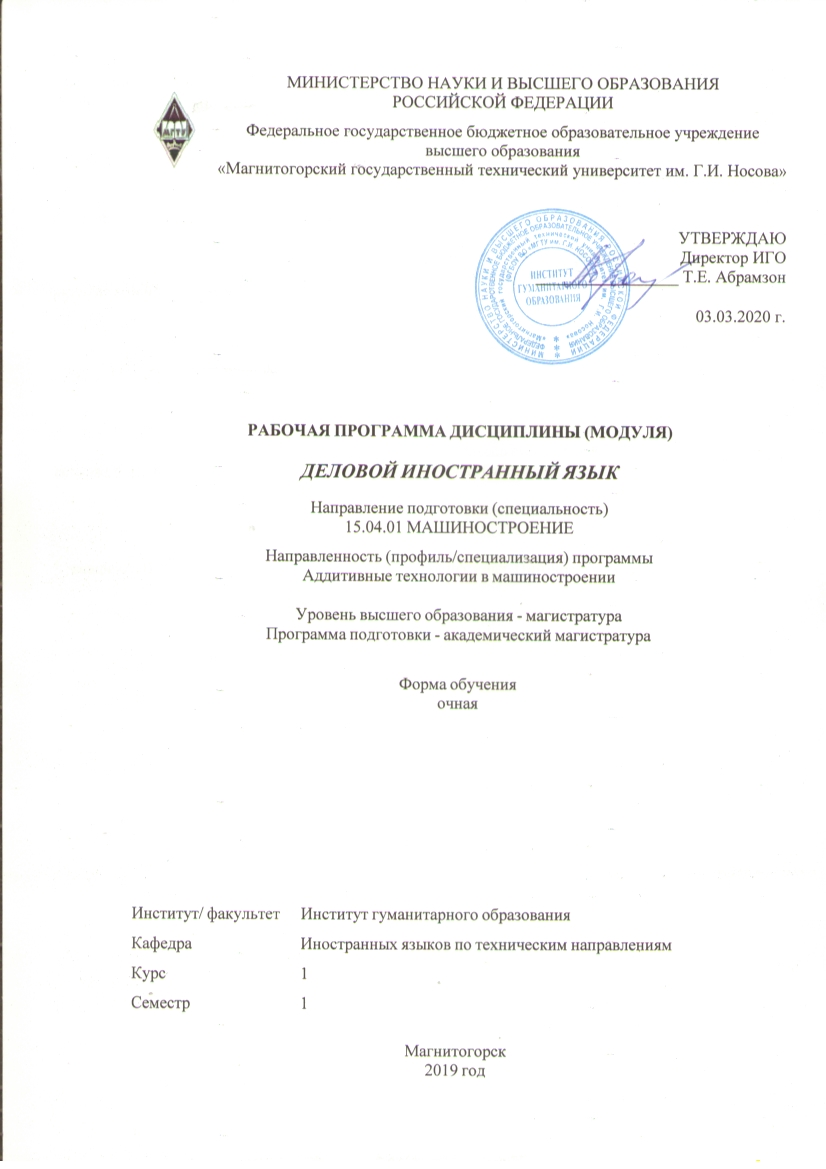 МИНИСТЕРСТВО НАУКИ И ВЫСШЕГО ОБРАЗОВАНИЯ
РОССИЙСКОЙ ФЕДЕРАЦИИ
МГТУ
Федеральное государственное бюджетное образовательное учреждение
высшего образования
«Магнитогорский государственный технический университет им. Г.И. Носова»
УТВЕРЖДАЮ
Директор ИГО
Т.Е. Абрамзон
ИНСТИТУТ
ГУМАНИТАРНОГО
ОБРАЗОВАНИЯ
03.03.2020 г.
РАБОЧАЯ ПРОГРАММА ДИСЦИПЛИНЫ (МОДУЛЯ)
ДЕЛОВОЙ ИНОСТРАННЫЙ ЯЗЫК
Направление подготовки (специальность)
15.04.01 МАШИНОСТРОЕНИЕ
Направленность (профиль/специализация) программы
Аддитивные технологии в машиностроении
Уровень высшего образования - магистратура
Программа подготовки - академический магистратура
Форма обучения
очная
Институт/ факультет Институт гуманитарного образования
Кафедра Иностранных языков по техническим направлениям
Курс 1
Семестр 1
Магнитогорск
2019 год